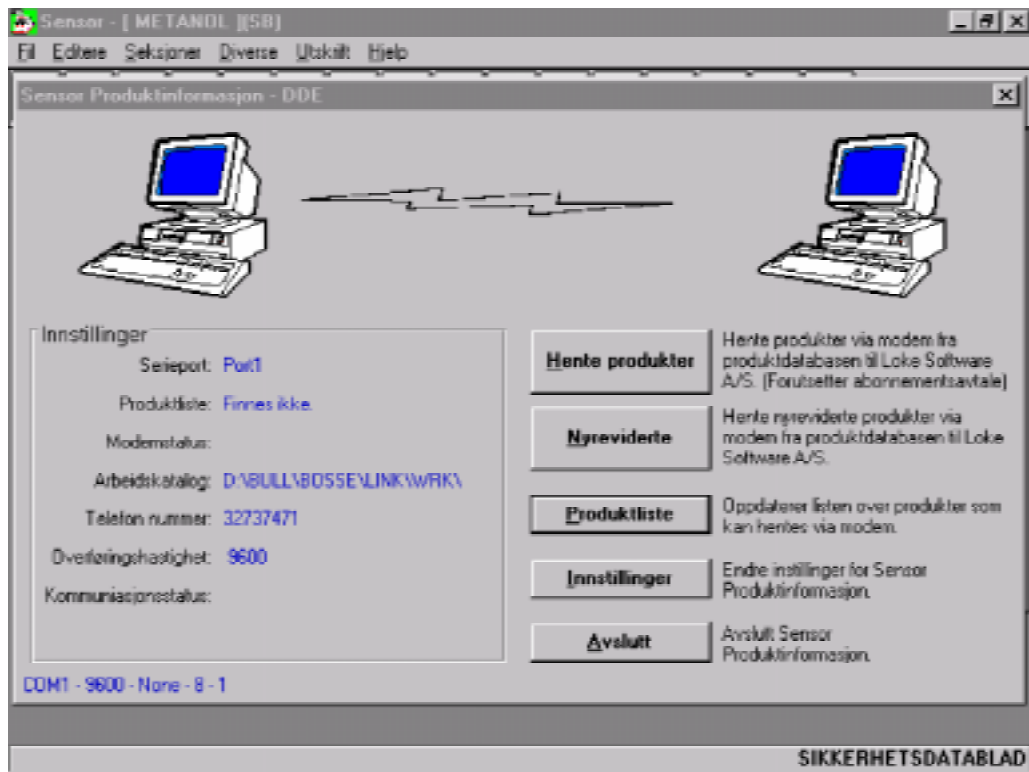 Sensor - [ METANOL ][SB]
Fil Editere Seksjoner Diverse Utskrift Hjelp
Sensor Produktinformasjon - DDE
Innstillinger
Serieport: Port1
Produktliste: Finnes ikke.
Modemstatus:
Arbeidskatalog: D:\BULL\BOSSE\LINK\WRK\
Telefon nummer: 32737471
Overføringshastighet: 9600
Kommuniasjonsstatus:
Hente produkter
Hente produkter via modem fra
produktdatabasen til Loke Software
A/S. (Forutsetter abonnementsavtale)
Nyreviderte
Hente nyreviderte produkter via
modem fra produktdatabasen til Loke
Software A/S.
Produktliste
Oppdaterer listen over produkter som
kan hentes via modem.
Innstillinger
Endre instillinger for Sensor
Produktinformasjon.
Avslutt
Avslutt Sensor
Produktinformasjon.
COM1 - 9600 - None - 8 - 1
SIKKERHETSDATABLAD